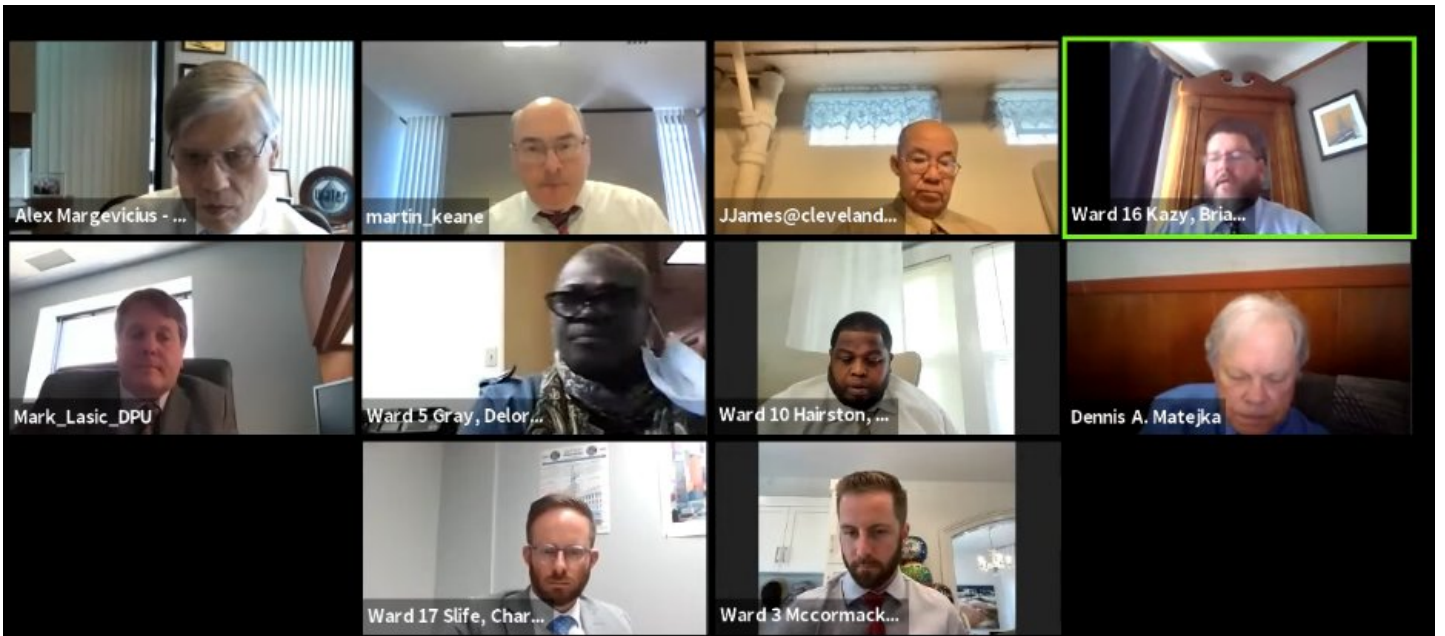 Alex Margevicius - ...
martin_keane
JJames@cleveland...
Ward 16 Kazy, Bria...
water
Mark_Lasic_DPU
Ward 5 Gray, Delor...
Ward 10 Hairston, ...
Dennis A. Matejka
Ward 17 Slife, Char...
Ward 3 Mccormack...